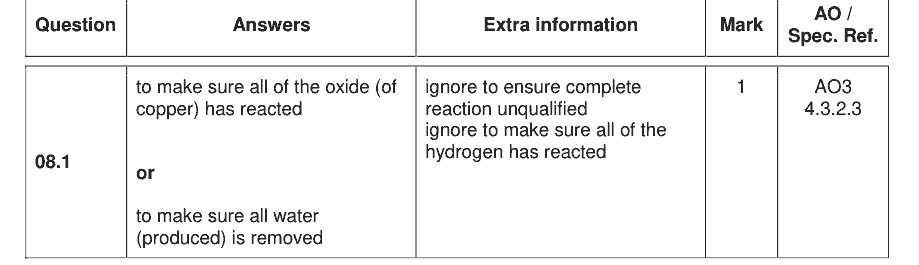 Question Answers Extra information Mark AO / Spec. Ref.
08.1
to make sure all of the oxide (of
copper) has reacted
or
to make sure all water
(produced) is removed
ignore to ensure complete
reaction unqualified
ignore to make sure all of the
hydrogen has reacted
1
AO3
4.3.2.3